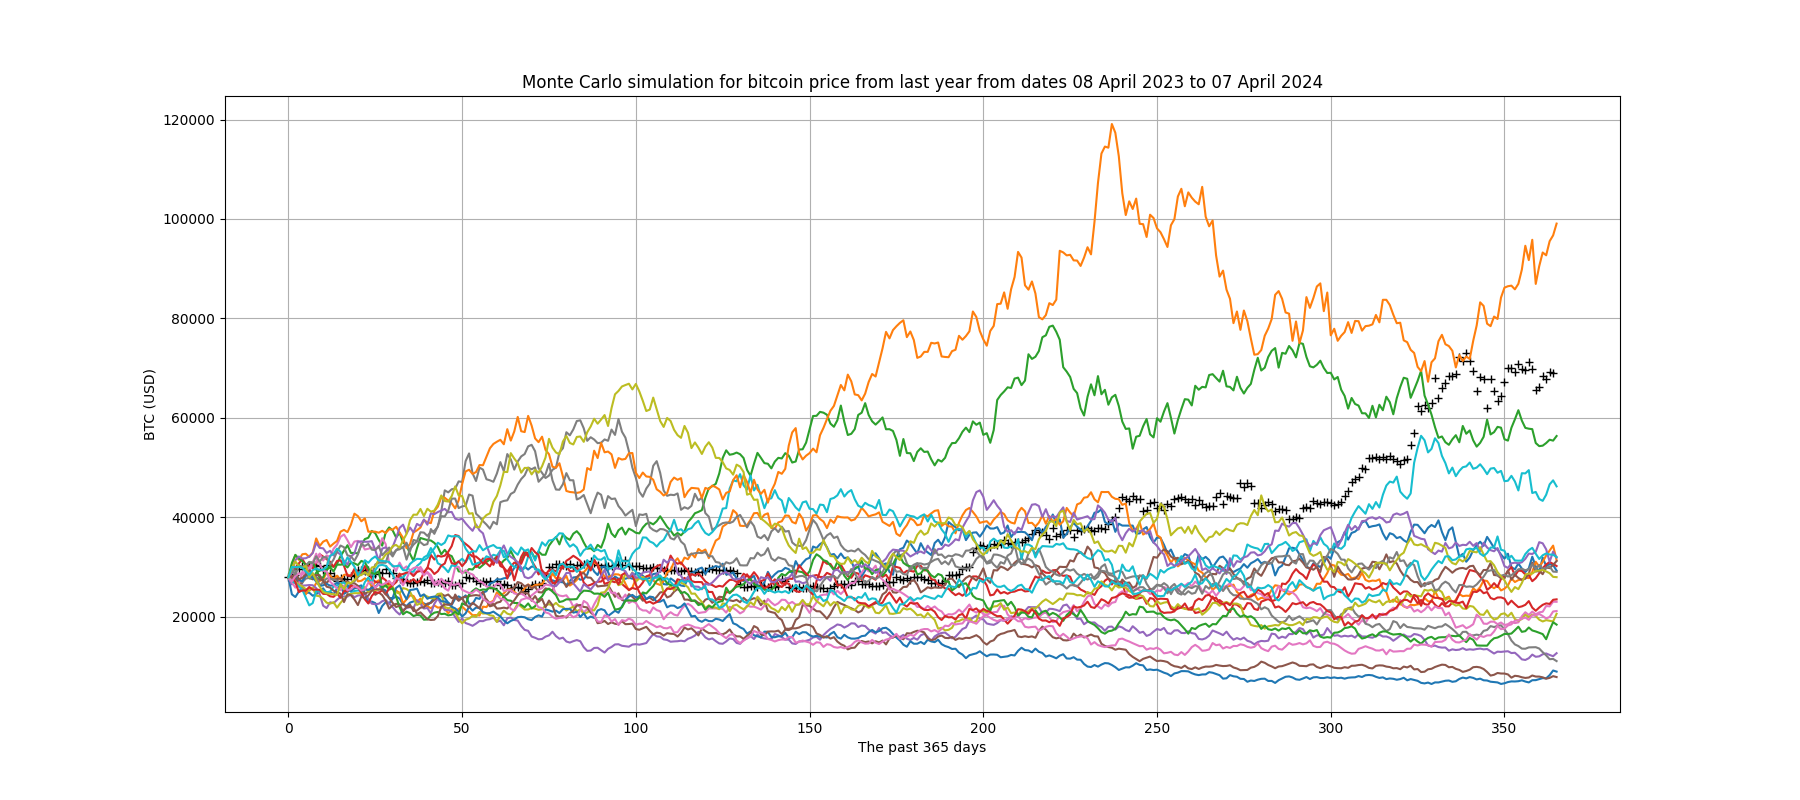 Monte Carlo simulation for bitcoin price from last year from dates 08 April 2023 to 07 April 2024
120000
100000
80000
60000
40000
20000
BTC (USD)
0 50 100 150 200 250 300 350
The past 365 days